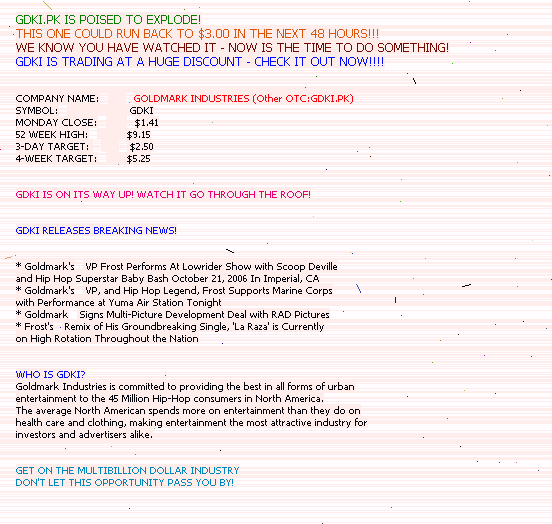 GDKI.PK IS POISED TO EXPLODE!
THIS ONE COULD RUN BACK TO $3.00 IN THE NEXT 48 HOURS!!!
WE KNOW YOU HAVE WATCHED IT - NOW IS THE TIME TO DO SOMETHING!
GDKI IS TRADING AT A HUGE DISCOUNT - CHECK IT OUT NOW!!!!
COMPANY NAME: GOLDMARK INDUSTRIES (Other OTC:GDKI.PK)
SYMBOL: GDKI
MONDAY CLOSE: $1.41
52 WEEK HIGH: $9.15
3-DAY TARGET: $2.50
4-WEEK TARGET: $5.25
GDKI IS ON ITS WAY UP! WATCH IT GO THROUGH THE ROOF!
GDKI RELEASES BREAKING NEWS!
* Goldmark's VP Frost Performs At Lowrider Show with Scoop Deville
and Hip Hop Superstar Baby Bash October 21, 2006 In Imperial, CA
* Goldmark's VP, and Hip Hop Legend, Frost Supports Marine Corps
with Performance at Yuma Air Station Tonight
* Goldmark Signs Multi-Picture Development Deal with RAD Pictures
* Frost's Remix of His Groundbreaking Single, 'La Raza' is Currently
on High Rotation Throughout the Nation
WHO IS GDKI?
Goldmark Industries is committed to providing the best in all forms of urban
entertainment to the 45 Million Hip-Hop consumers in North America.
The average North American spends more on entertainment than they do on
health care and clothing, making entertainment the most attractive industry for
investors and advertisers alike.
GET ON THE MULTIBILLION DOLLAR INDUSTRY
DON'T LET THIS OPPORTUNITY PASS YOU BY!